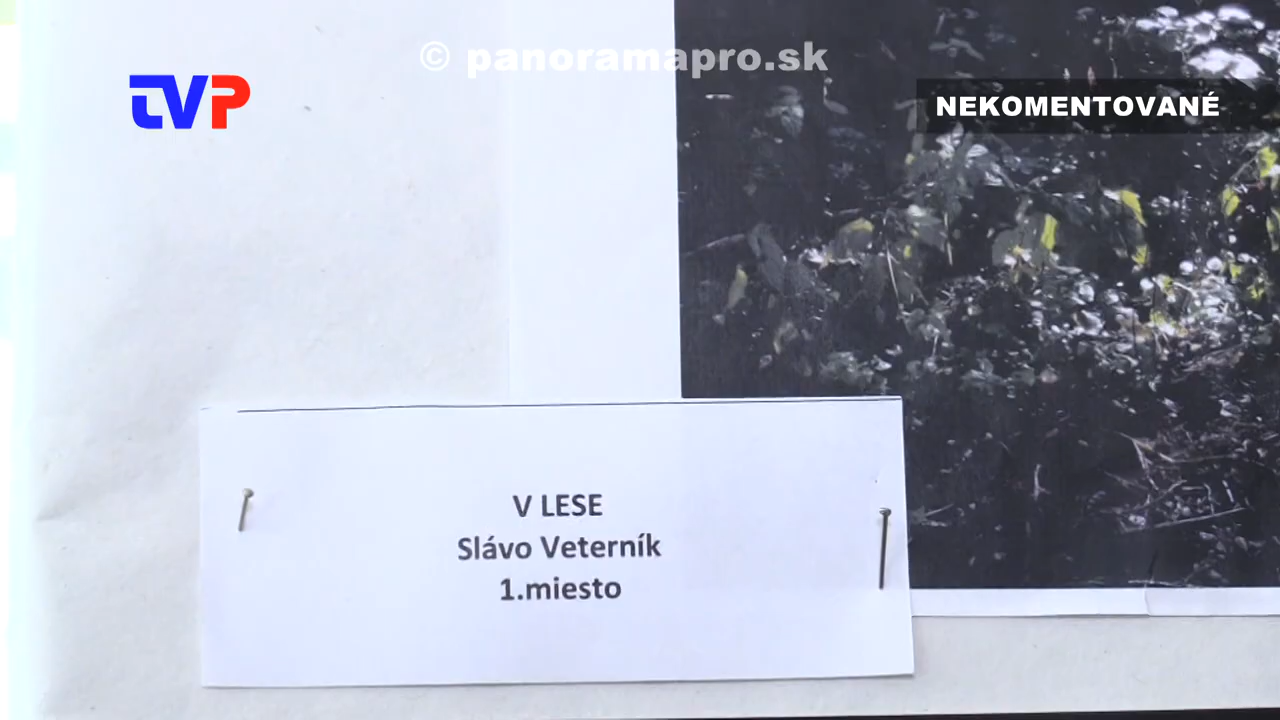 © panoramapro.sk
TVP
NEKOMENTOVANÉ
V LESE
Slávo Veterník
1.miesto